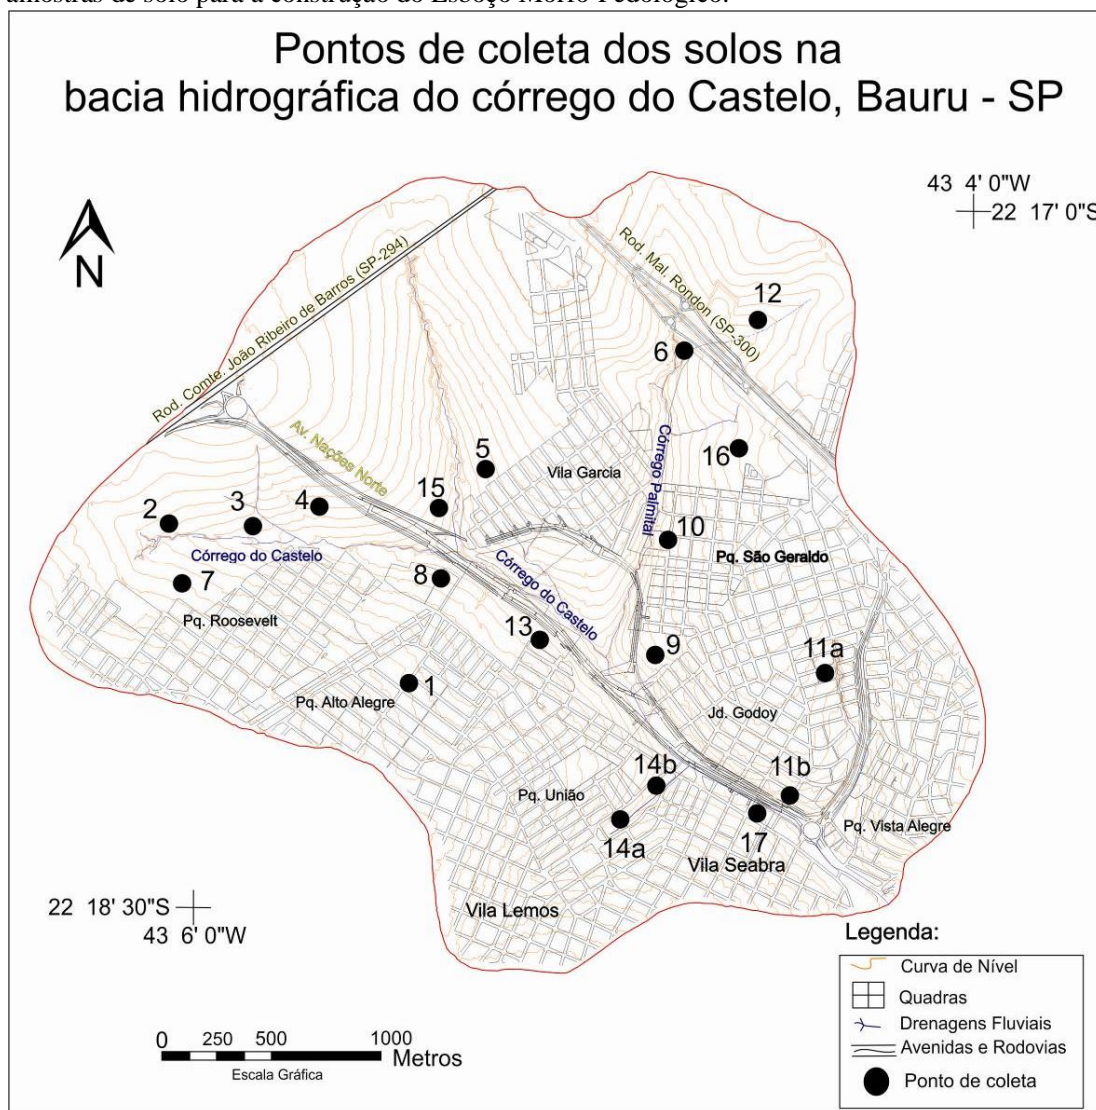 amostras de solo para a construção do Esboço Morfo-Pedológico.
Pontos de coleta dos solos na
bacia hidrográfica do córrego do Castelo, Bauru - SP
43 4' 0"W
22 17' 0"S
N
Rod. Comte. João Ribeiro de Barros (SP-294)
Rod. Mal. Rondon (SP-300)
12
6
Av. Nações Norte
5
Vila Garcia
Córrego Palmital
16
15
4
3
2
10
Pq. São Geraldo
Córrego do Castelo
Córrego do Castelo
8
7
Pq. Roosevelt
13
9
11a
1
Pq. Alto Alegre
Jd. Godoy
14b
11b
Pq. União
14a
17
Pq. Vista Alegre
Vila Seabra
22 18' 30"S
43 6' 0"W
Vila Lemos
Legenda:
Curva de Nível
Quadras
Drenagens Fluviais
Avenidas e Rodovias
Ponto de coleta
0 250 500 1000
Metros
Escala Gráfica